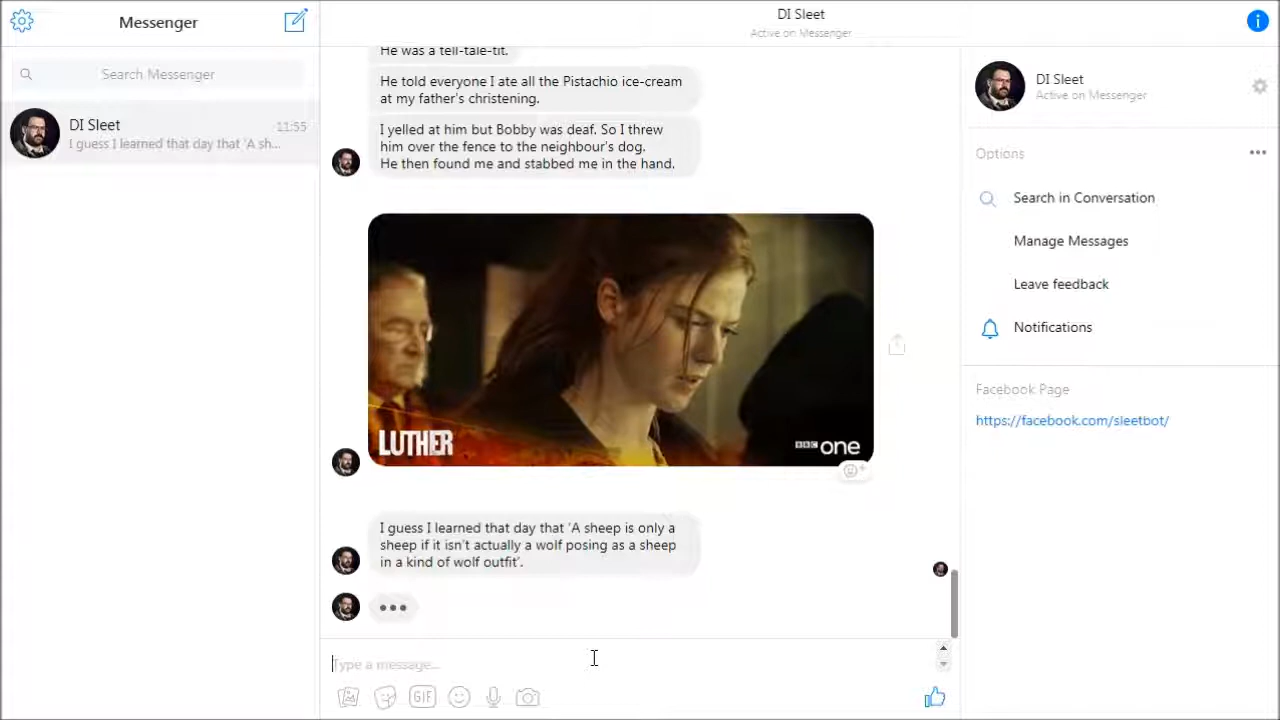 Messenger
DI Sleet
Active on Messenger
Search Messenger
DI Sleet
11:55
I guess I learned that day that 'A sh...
He was a tell-tale-tit.
He told everyone I ate all the Pistachio ice-cream
at my father's christening.
I yelled at him but Bobby was deaf. So I threw
him over the fence to the neighbour's dog.
He then found me and stabbed me in the hand.
LUTHER
BBC one
I guess I learned that day that 'A sheep is only a
sheep if it isn't actually a wolf posing as a sheep
in a kind of wolf outfit'.
Type a message...
GIF
DI Sleet
Active on Messenger
Options
Search in Conversation
Manage Messages
Leave feedback
Notifications
Facebook Page
https://facebook.com/sleetbot/